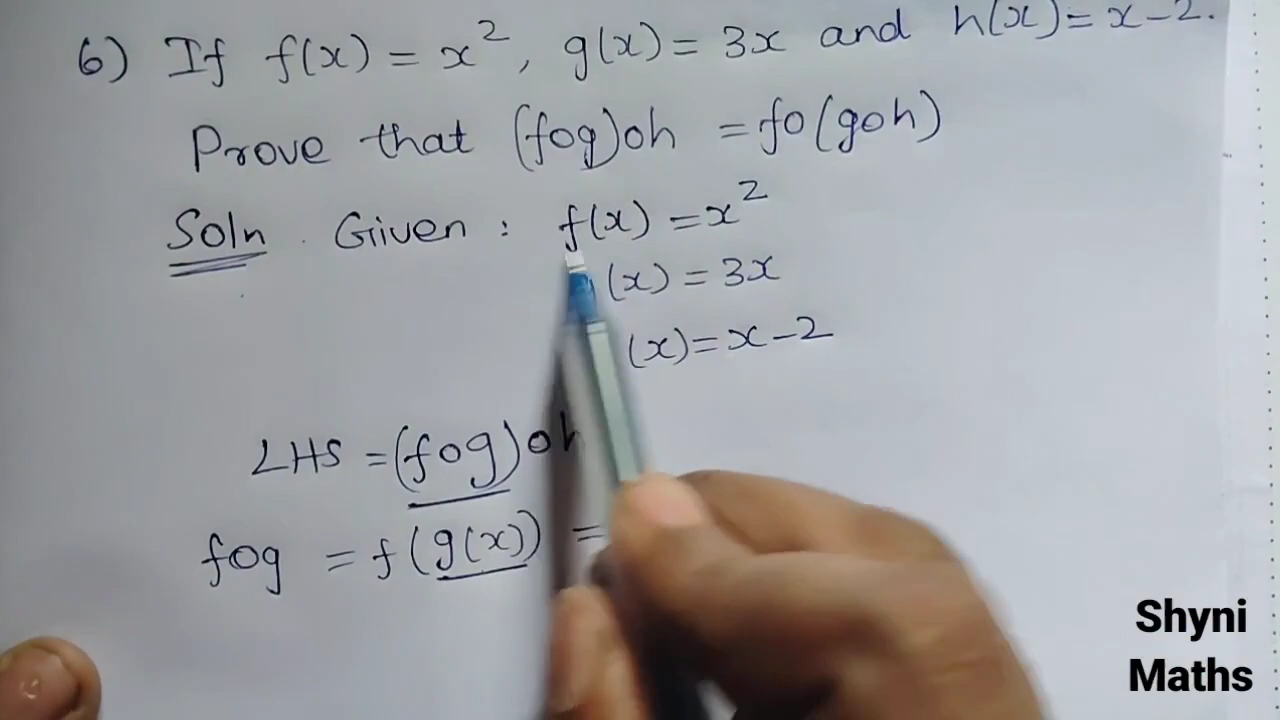 6) If f(x) = x², g(x) = 3x and h(x) = x-2.
Prove that (fog)oh = fo(goh)
Soln Given : f(x) = x²
(x) = 3x
(x) = x-2
LHS = (fog)oh
fog = f(g(x)) =
Shyni
Maths